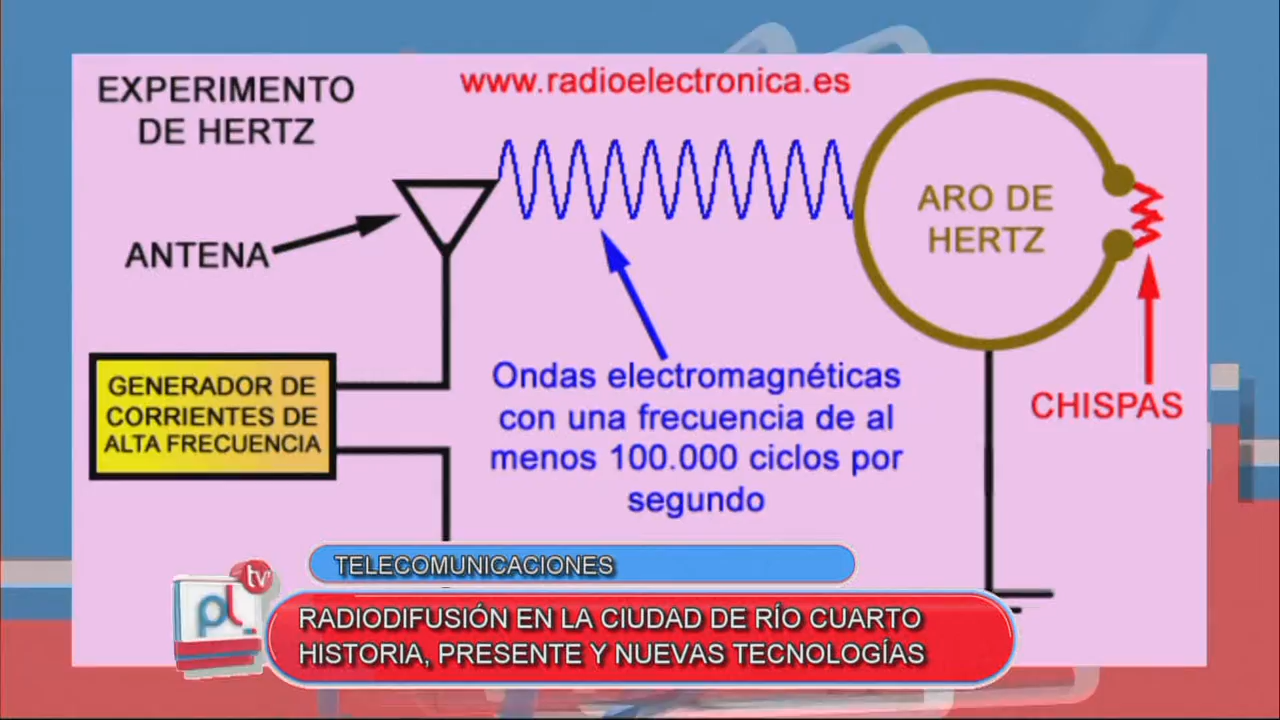 EXPERIMENTO
DE HERTZ
www.radioelectronica.es
ARO DE
HERTZ
ANTENA
GENERADOR DE
CORRIENTES DE
ALTA FRECUENCIA
Ondas electromagnéticas
con una frecuencia de al
menos 100.000 ciclos por
segundo
CHISPAS
TELECOMUNICACIONES
pl tv
RADIODIFUSIÓN EN LA CIUDAD DE RÍO CUARTO
HISTORIA, PRESENTE Y NUEVAS TECNOLOGÍAS